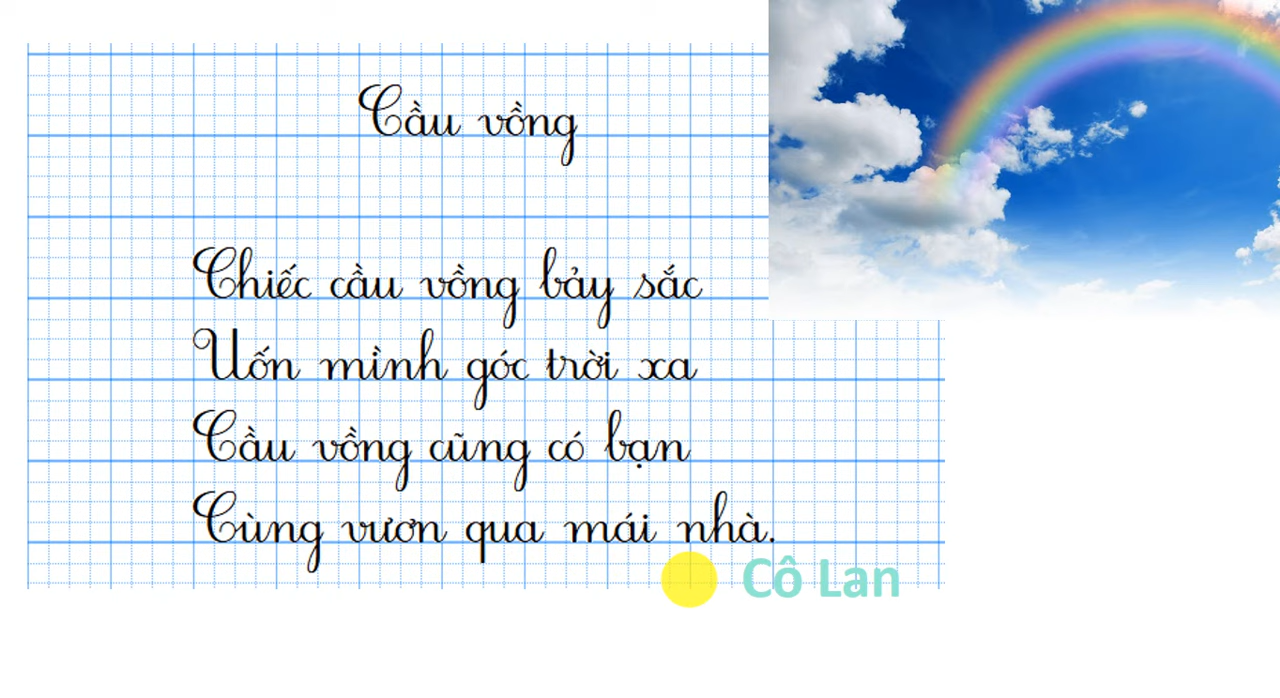 Cầu vồng
Chiếc cầu vồng bảy sắc
Uốn mình góc trời xa
Cầu vồng cũng có bạn
Cùng vươn qua mái nhà.
Cô Lan